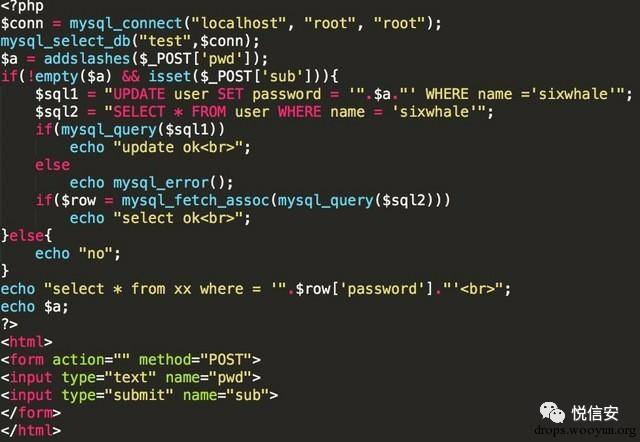 <?php
$conn = mysql_connect("localhost", "root", "root");
mysql_select_db("test",$conn);
$a = addslashes($_POST['pwd']);
if(!empty($a) && isset($_POST['sub'])){
    $sql1 = "UPDATE user SET password = '".$a."' WHERE name ='sixwhale'";
    $sql2 = "SELECT * FROM user WHERE name = 'sixwhale'";
    if(mysql_query($sql1))
        echo "update ok<br>";
    else
        echo mysql_error();
    if($row = mysql_fetch_assoc(mysql_query($sql2)))
        echo "select ok<br>";
}else{
    echo "no";
}
echo "select * from xx where = '".$row['password']."'<br>";
echo $a;
?>
<html>
<form action="" method="POST">
<input type="text" name="pwd">
<input type="submit" name="sub">
</form>
</html>
悦信安
drops.wooyun.org